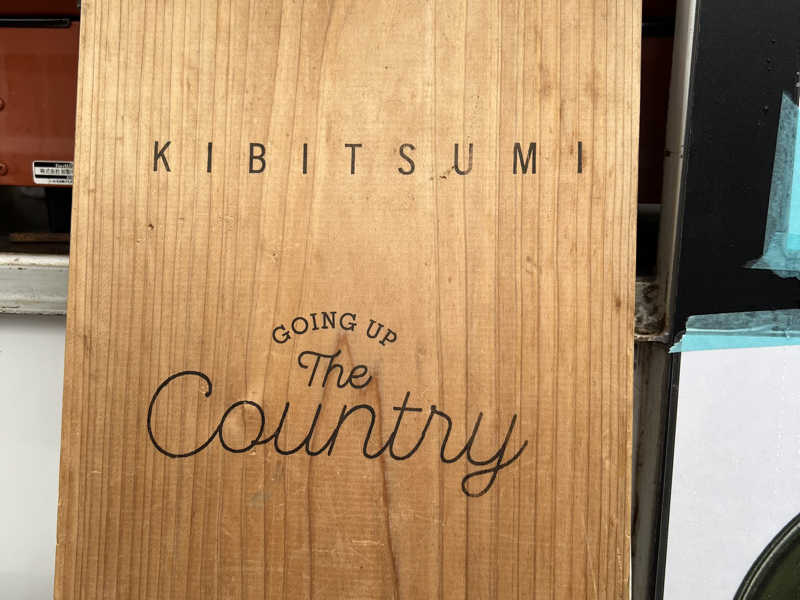 KIBITSUMI
GOING UP
The
Country